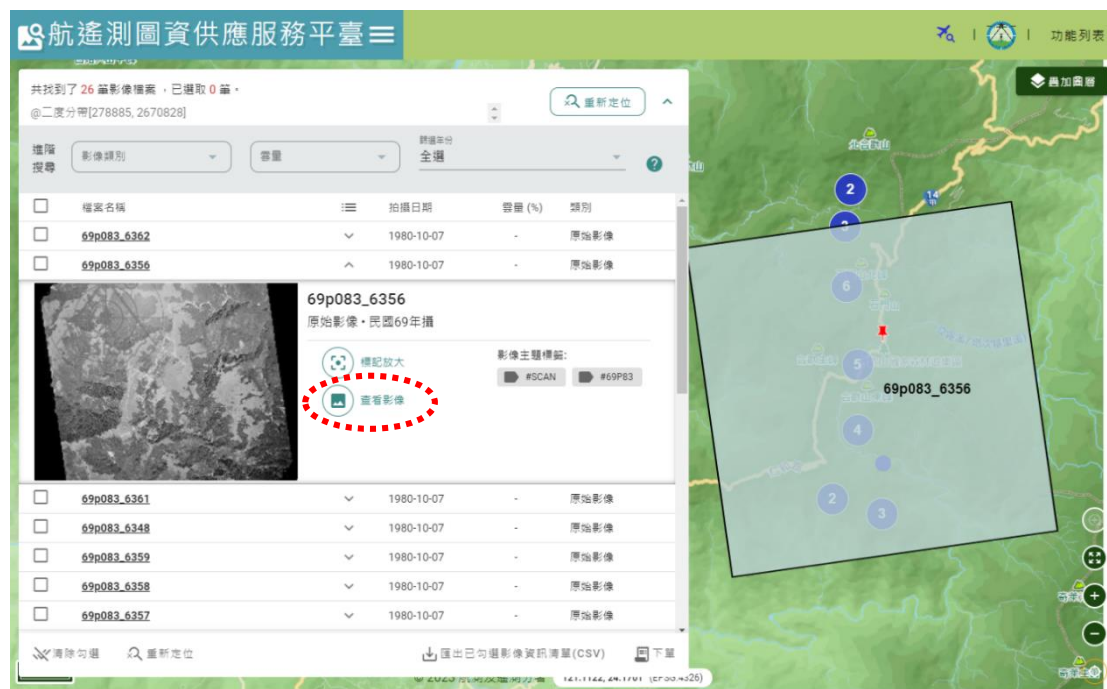 航遙測圖資供應服務平臺
功能列表
疊加圖層
共找到了 26 筆影像檔案,已選取 0 筆。
@二度分帶[278885, 2670828]
重新定位
進階搜尋
影像類別
雲量
篩選年分
全選
檔案名稱 拍攝日期 雲量 (%) 類別
69p083_6362 1980-10-07 - 原始影像
69p083_6356 1980-10-07 - 原始影像
69p083_6356
原始影像・民國69年攝
標記放大
影像主題標籤:
#SCAN #69P83
查看影像
69p083_6361 1980-10-07 - 原始影像
69p083_6348 1980-10-07 - 原始影像
69p083_6359 1980-10-07 - 原始影像
69p083_6358 1980-10-07 - 原始影像
69p083_6357 1980-10-07 - 原始影像
清除勾選 重新定位 匯出已勾選影像資訊清單(CSV) 下單
北合歡山
2
14甲
3
6
5
69p083_6356
4
2
3